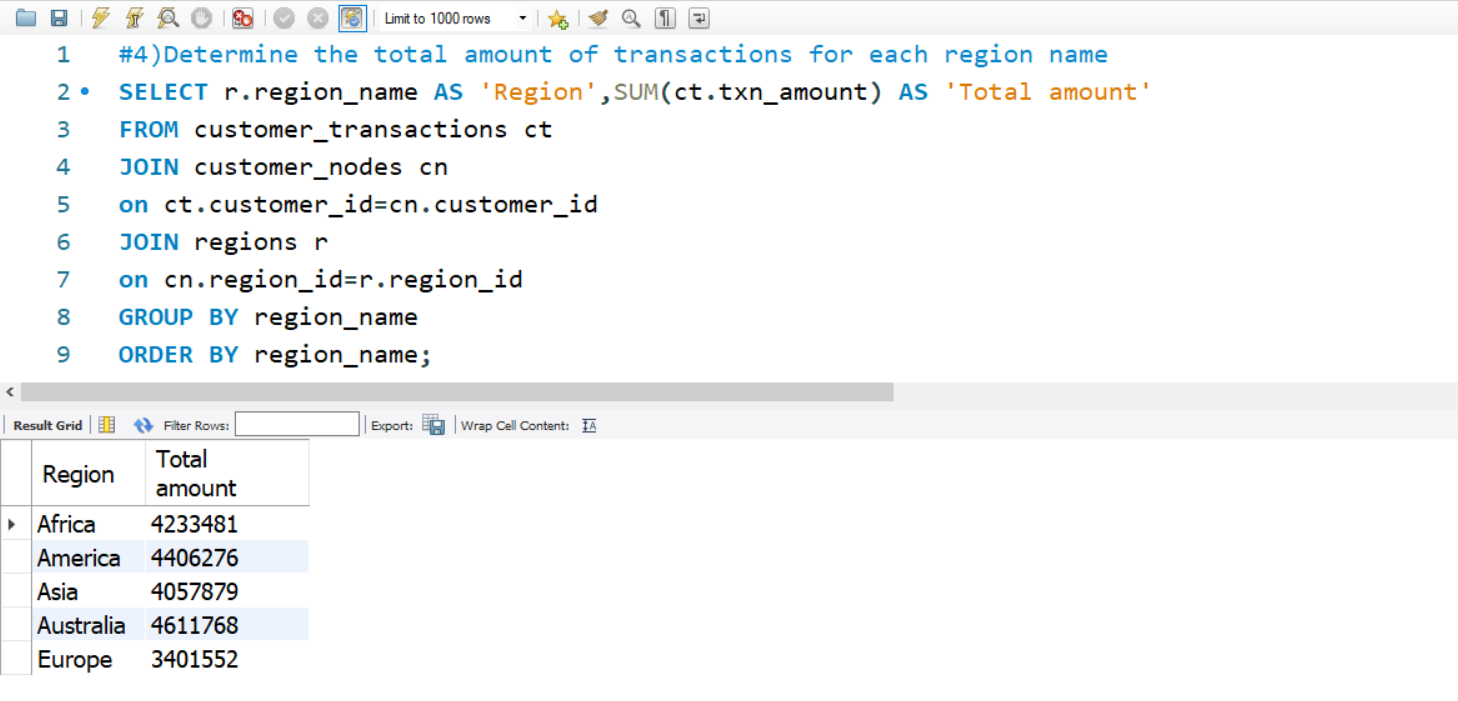 Limit to 1000 rows
1 #4)Determine the total amount of transactions for each region name
2 SELECT r.region_name AS 'Region',SUM(ct.txn_amount) AS 'Total amount'
3 FROM customer_transactions ct
4 JOIN customer_nodes cn
5 on ct.customer_id=cn.customer_id
6 JOIN regions r
7 on cn.region_id=r.region_id
8 GROUP BY region_name
9 ORDER BY region_name;
Result Grid Filter Rows: Export: Wrap Cell Content: IA
Region Total
amount
Africa 4233481
America 4406276
Asia 4057879
Australia 4611768
Europe 3401552